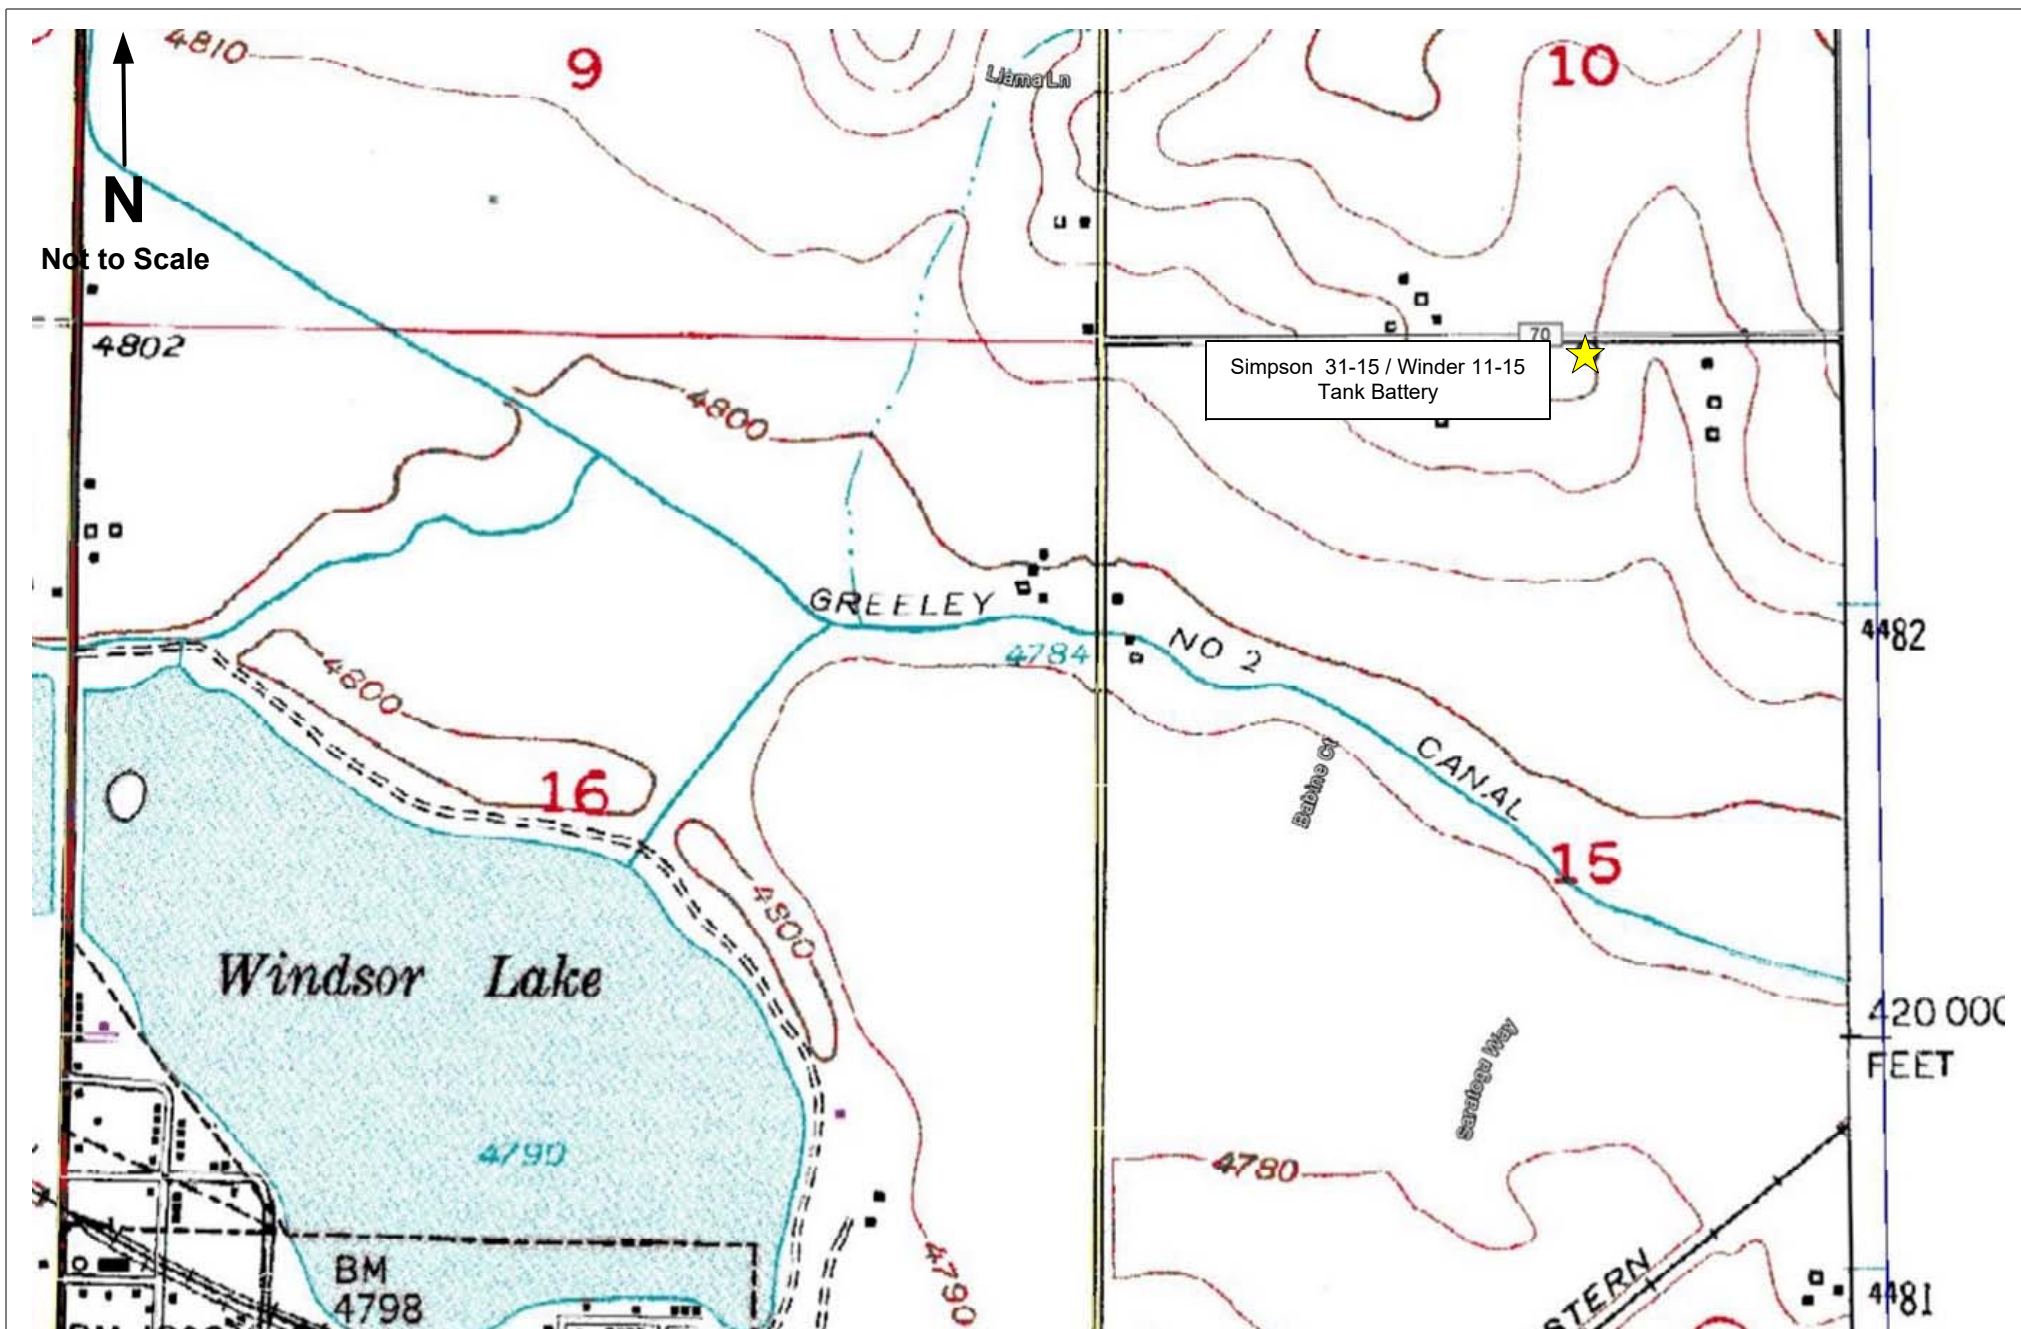 4810
9
Llama Ln
10
N
Not to Scale
4802
70
Simpson 31-15 / Winder 11-15
Tank Battery
4800
GREELEY
NO 2
4784
4482
4800
CANAL
Babine Ct
16
15
4800
Windsor Lake
420 000
FEET
Saratoga Way
4790
4780
BM
4798
4790
STERN
4481